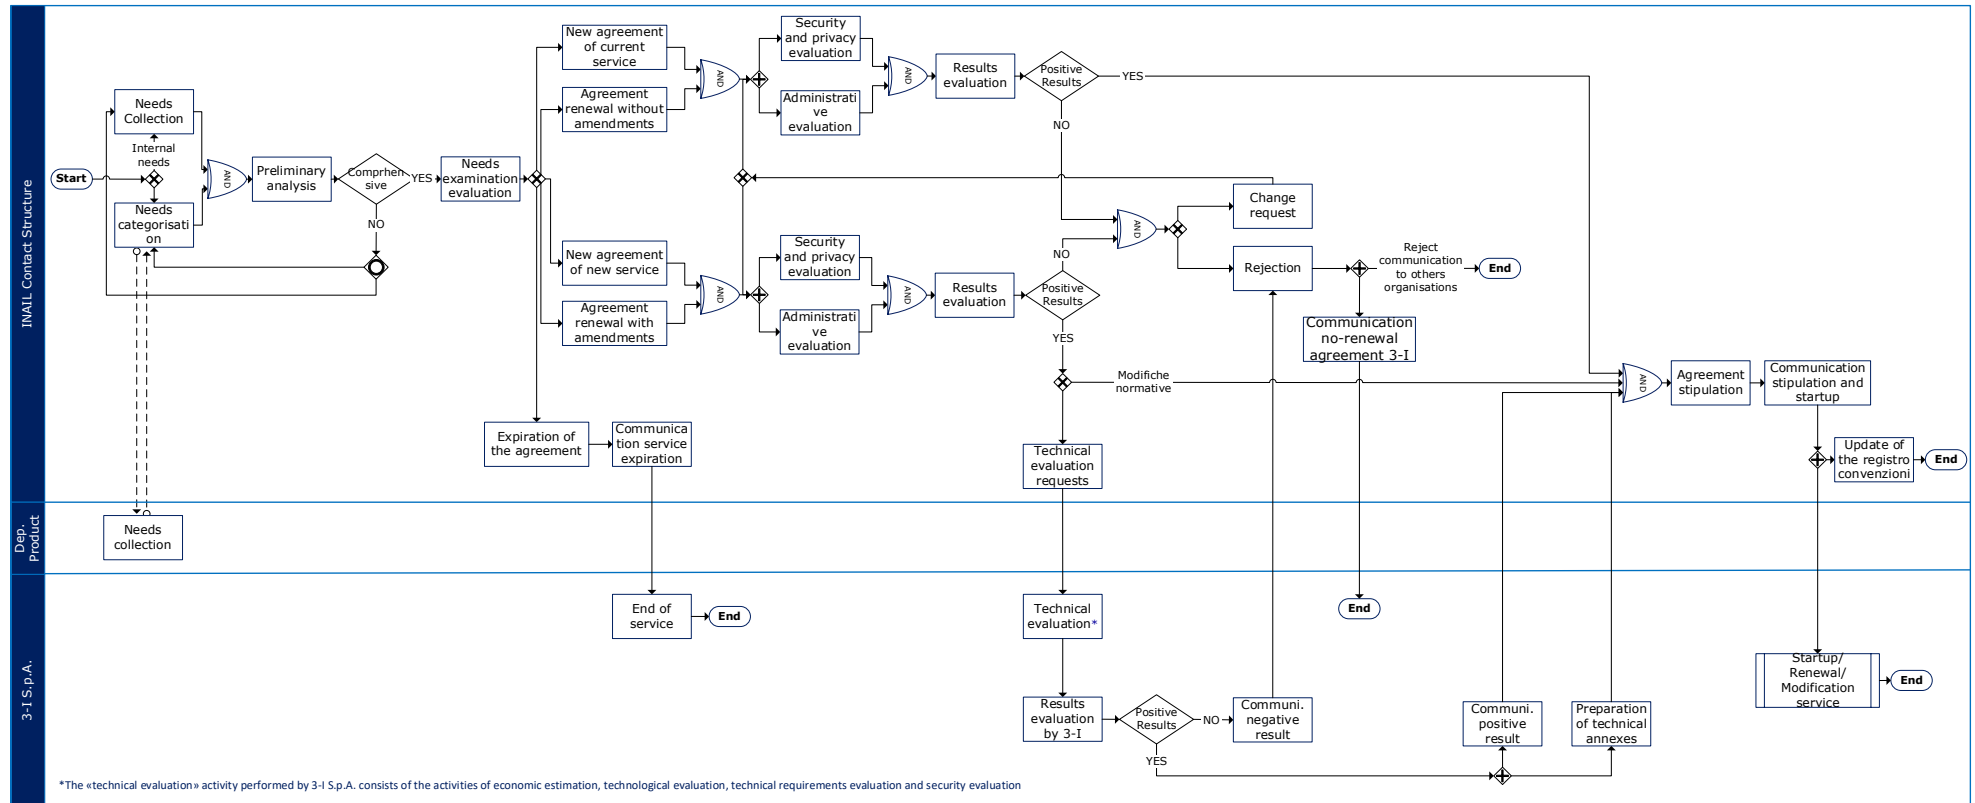 INAIL Contact Structure
Dep.
Product
3-I S.p.A.
Start
Needs
Collection
Internal
needs
Needs
categorisati
on
AND
Preliminary
analysis
Comprhen
sive
YES
NO
Needs
examination
evaluation
New agreement
of current
service
Agreement
renewal without
amendments
AND
Security
and privacy
evaluation
Administrati
ve
evaluation
AND
Results
evaluation
Positive
Results
YES
NO
New agreement
of new service
Agreement
renewal with
amendments
AND
Security
and privacy
evaluation
Administrati
ve
evaluation
AND
Results
evaluation
NO
Positive
Results
YES
AND
Change
request
Rejection
Reject
communication
to others
organisations
End
Communication
no-renewal
agreement 3-I
Modifiche
normative
AND
Agreement
stipulation
Communication
stipulation and
startup
Update of
the registro
convenzioni
End
Expiration of
the agreement
Communica
tion service
expiration
Technical
evaluation
requests
Needs
collection
End of
service
End
Technical
evaluation*
End
Results
evaluation
by 3-I
Positive
Results
NO
YES
Communi.
negative
result
Communi.
positive
result
Preparation
of technical
annexes
Startup/
Renewal/
Modification
service
End
*The «technical evaluation» activity performed by 3-I S.p.A. consists of the activities of economic estimation, technological evaluation, technical requirements evaluation and security evaluation